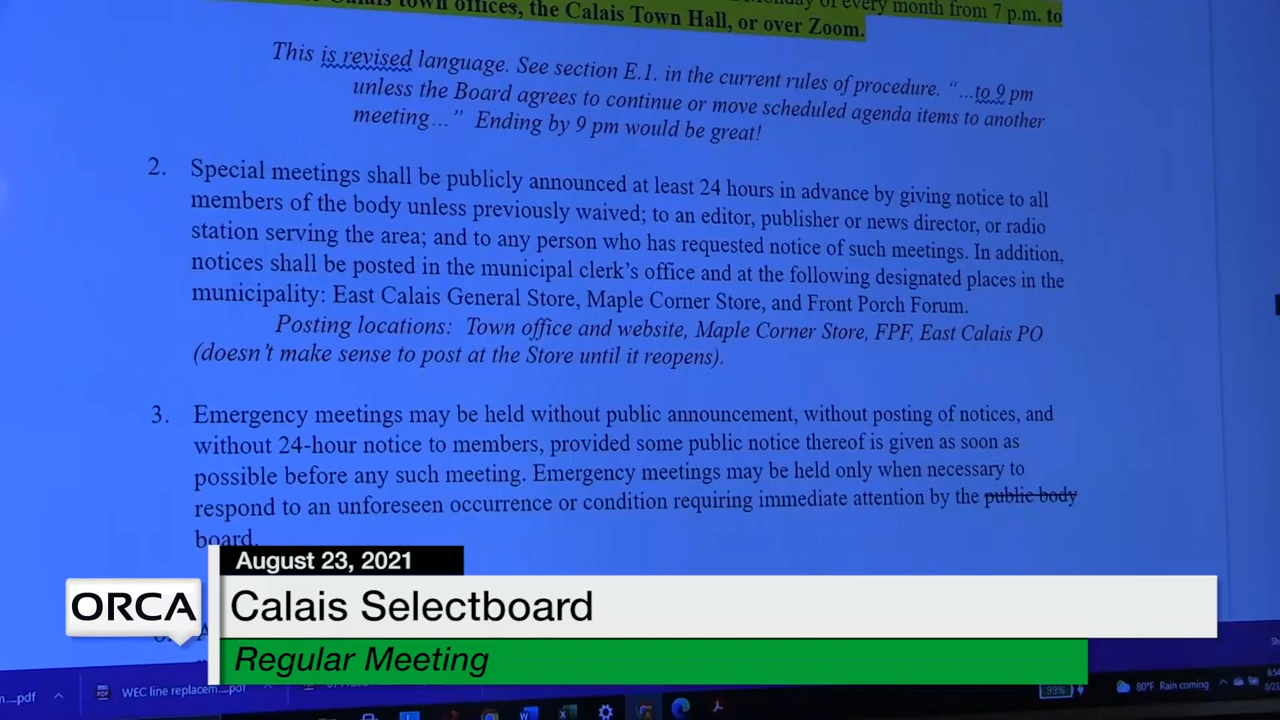 Calais town offices, the Calais Town Hall, or over Zoom.
of every month from 7 p.m. to
This is revised language. See section E.1. in the current rules of procedure. “…to 9 pm
unless the Board agrees to continue or move scheduled agenda items to another
meeting…” Ending by 9 pm would be great!
2. Special meetings shall be publicly announced at least 24 hours in advance by giving notice to all
members of the body unless previously waived; to an editor, publisher or news director, or radio
station serving the area; and to any person who has requested notice of such meetings. In addition,
notices shall be posted in the municipal clerk’s office and at the following designated places in the
municipality: East Calais General Store, Maple Corner Store, and Front Porch Forum.
Posting locations: Town office and website, Maple Corner Store, FPF, East Calais PO
(doesn’t make sense to post at the Store until it reopens).
3. Emergency meetings may be held without public announcement, without posting of notices, and
without 24-hour notice to members, provided some public notice thereof is given as soon as
possible before any such meeting. Emergency meetings may be held only when necessary to
respond to an unforeseen occurrence or condition requiring immediate attention by the public body
board.
August 23, 2021
ORCA
Calais Selectboard
Regular Meeting
....pdf
WEC line replacem....pdf
99%
80°F Rain coming